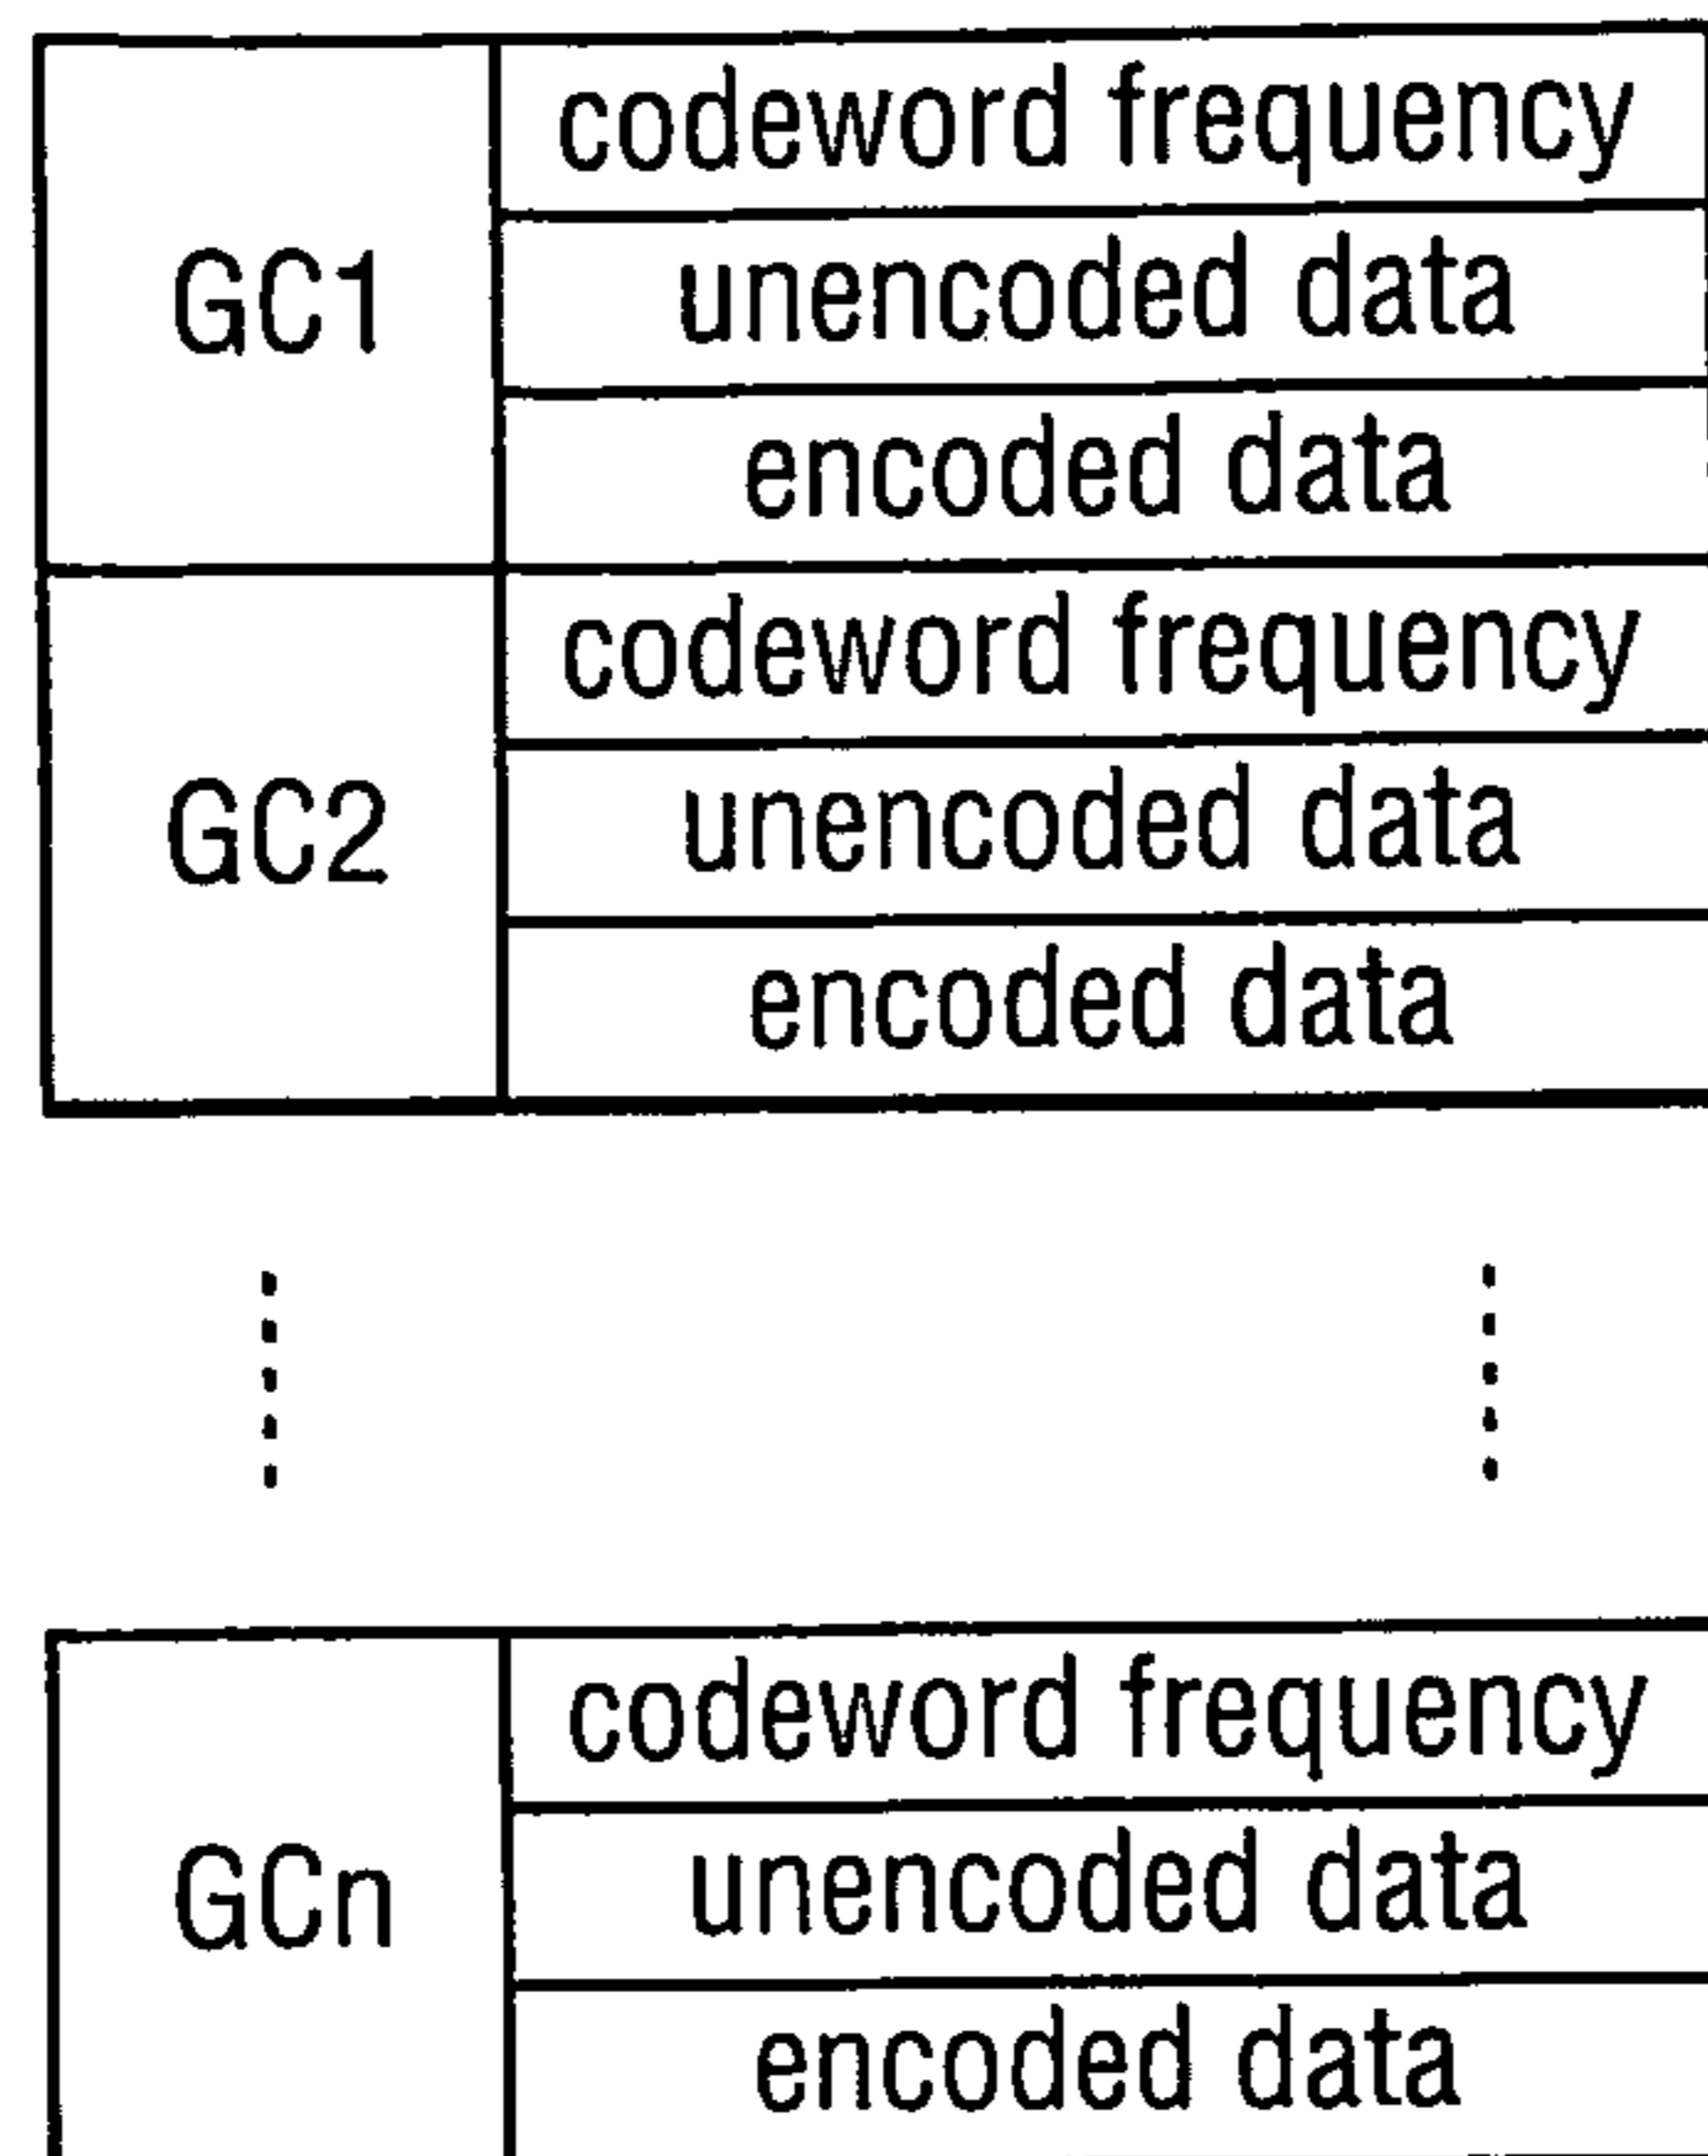 codeword frequency
GC1
unencoded data
encoded data
codeword frequency
GC2
unencoded data
encoded data
codeword frequency
GCn
unencoded data
encoded data